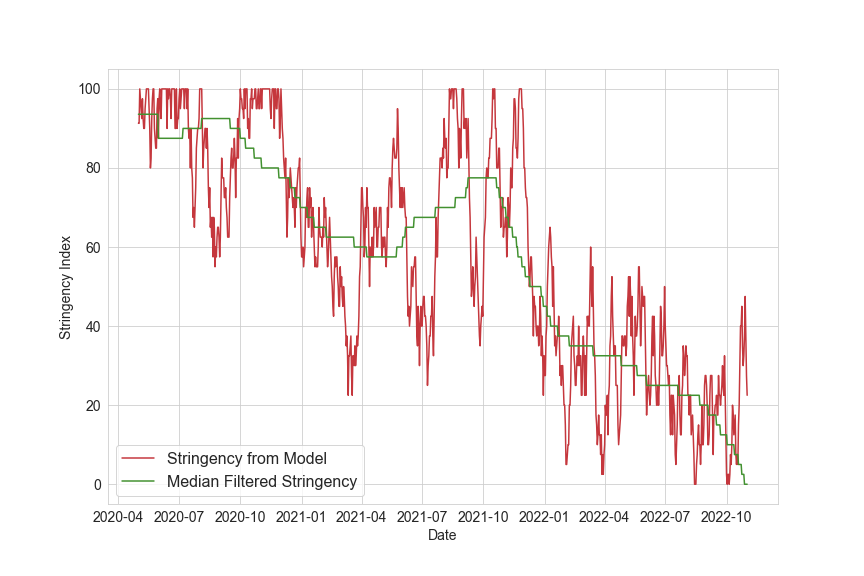 100
80
60
40
20
0
Stringency Index
Stringency from Model
Median Filtered Stringency
2020-04 2020-07 2020-10 2021-01 2021-04 2021-07 2021-10 2022-01 2022-04 2022-07 2022-10
Date